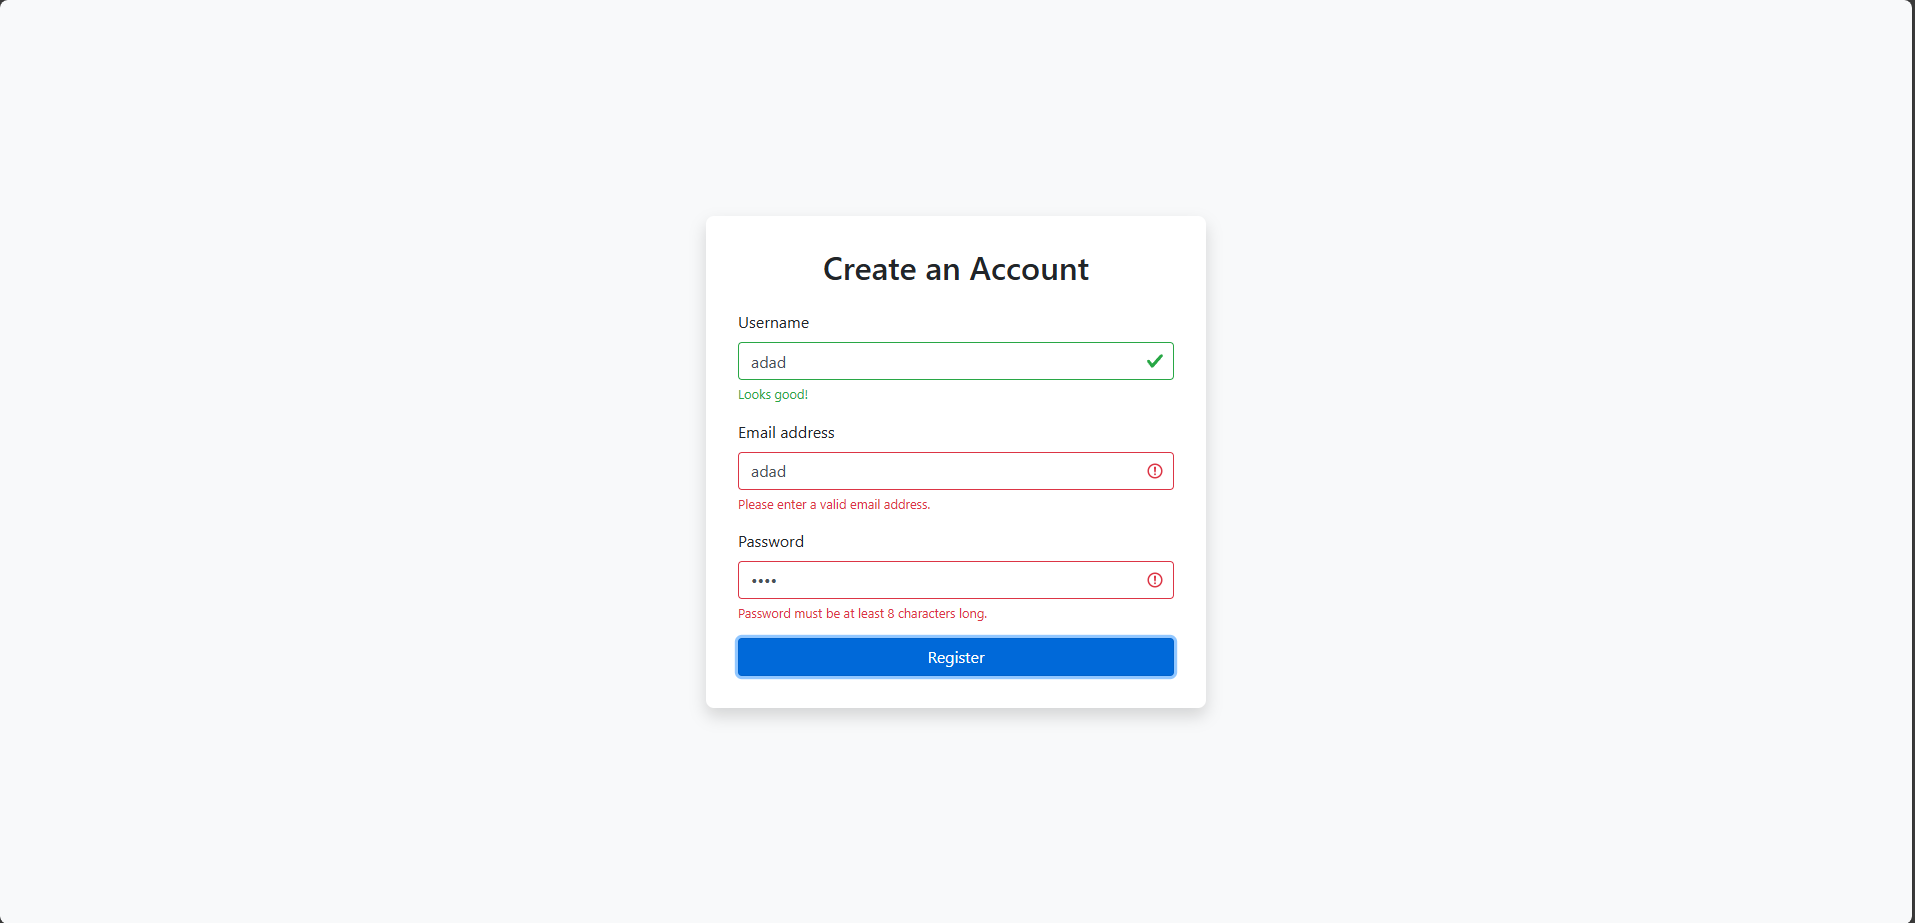 Create an Account
Username
adad
Looks good!
Email address
adad
Please enter a valid email address.
Password
••••
Password must be at least 8 characters long.
Register